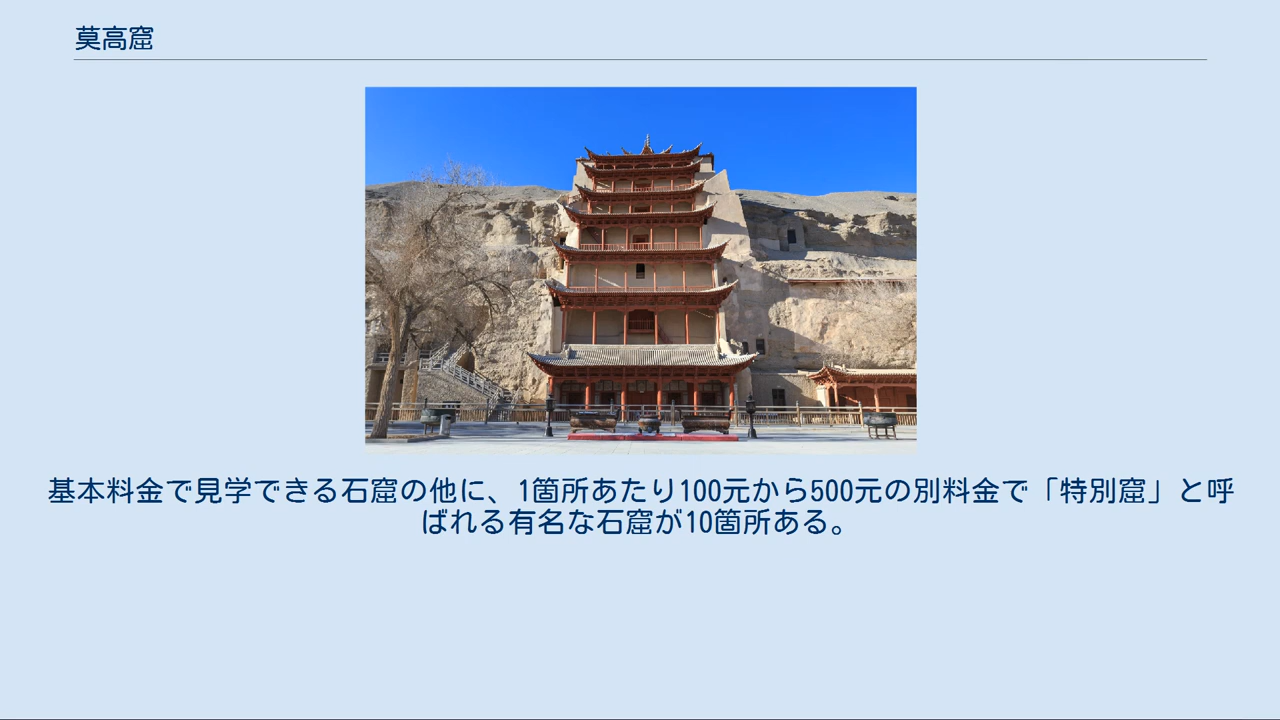 莫高窟
基本料金で見学できる石窟の他に、1箇所あたり100元から500元の別料金で「特別窟」と呼
ばれる有名な石窟が10箇所ある。